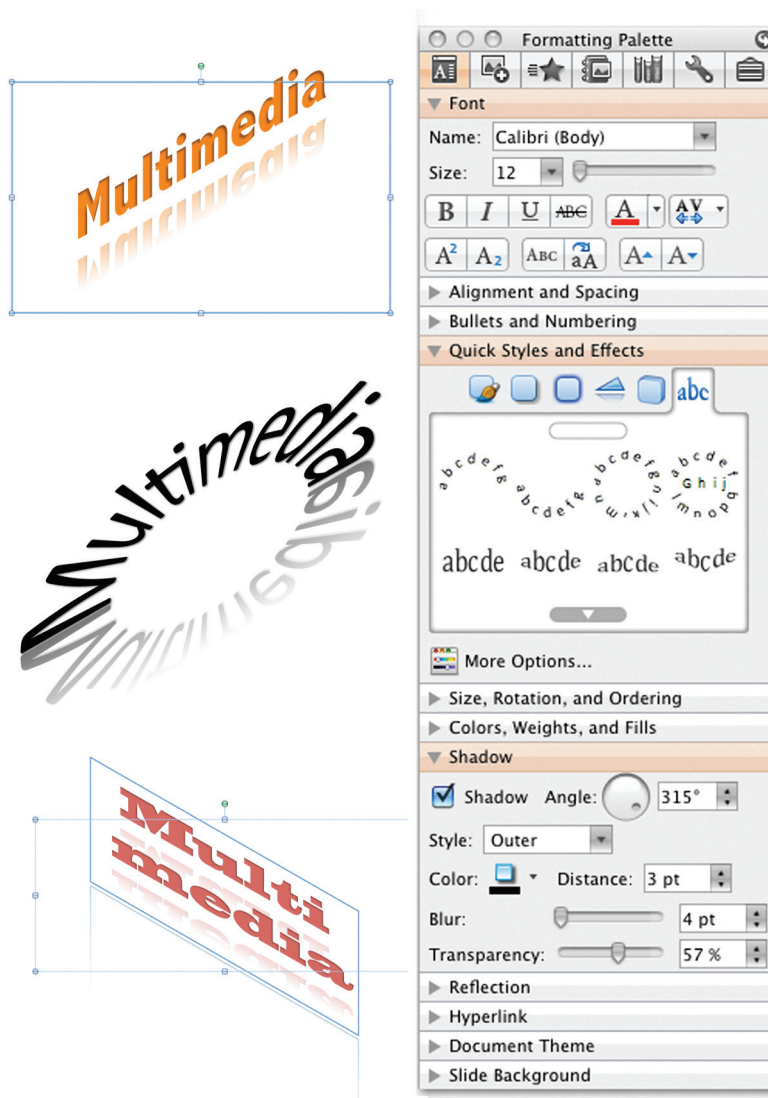 Multimedia
Multimedia
Multi
media
Formatting Palette
Font
Name: Calibri (Body)
Size: 12
B I U ABC A AV
A² A₂ ABC aA A A
Alignment and Spacing
Bullets and Numbering
Quick Styles and Effects
abc
abcdefg abcdefg
Ghij
abcde abcde abcde abcde
More Options...
Size, Rotation, and Ordering
Colors, Weights, and Fills
Shadow
Shadow Angle: 315°
Style: Outer
Color: Distance: 3 pt
Blur: 4 pt
Transparency: 57 %
Reflection
Hyperlink
Document Theme
Slide Background